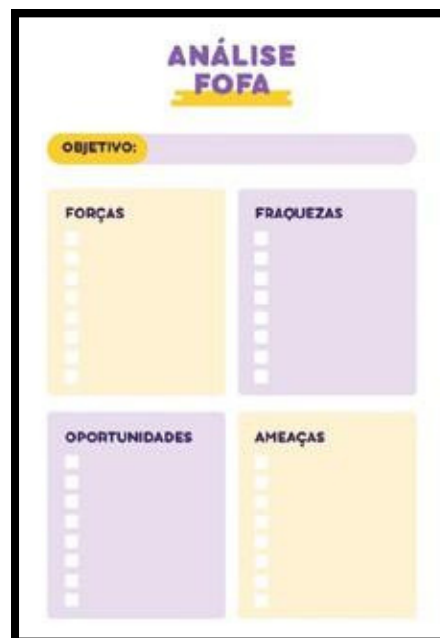 ANÁLISE
FOFA
OBJETIVO:
FORÇAS
FRAQUEZAS
OPORTUNIDADES
AMEAÇAS